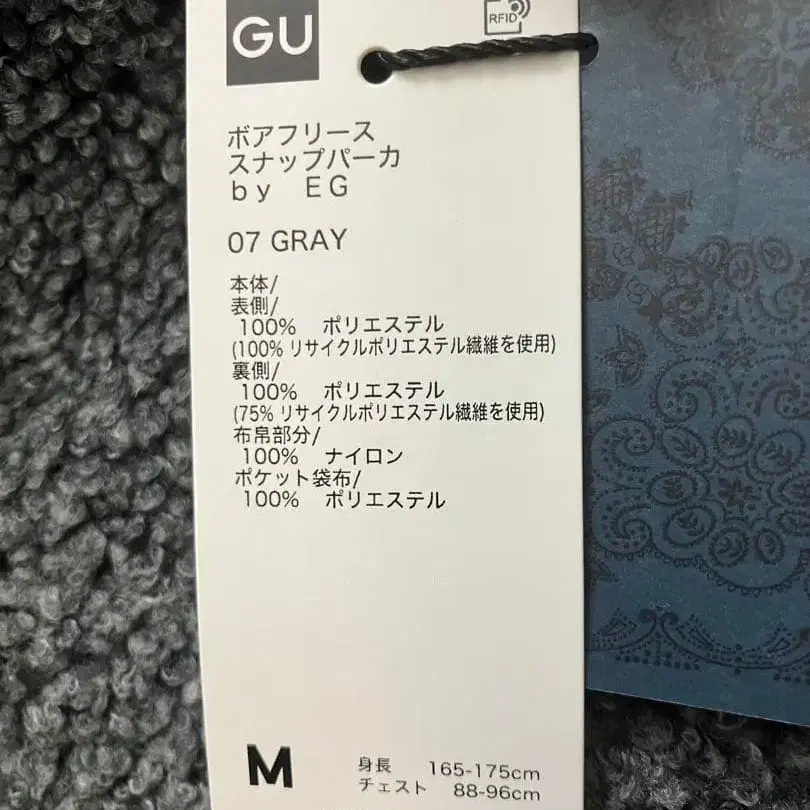 GU
RFID
ボアフリース
スナップパーカ
by EG
07 GRAY
本体/
表側/
100% ポリエステル
(100% リサイクルポリエステル繊維を使用)
裏側/
100% ポリエステル
(75% リサイクルポリエステル繊維を使用)
布帛部分/
100% ナイロン
ポケット袋布/
100% ポリエステル
M
身長 165-175cm
チェスト 88-96cm